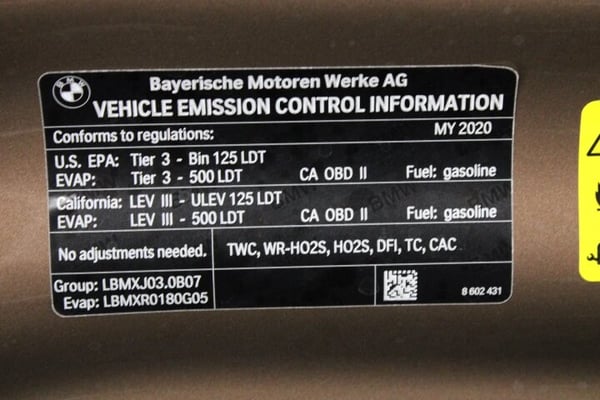 BMW
Bayerische Motoren Werke AG
VEHICLE EMISSION CONTROL INFORMATION
Conforms to regulations: MY 2020
U.S. EPA: Tier 3 - Bin 125 LDT
EVAP: Tier 3 - 500 LDT CA OBD II Fuel: gasoline
California: LEV III - ULEV 125 LDT
EVAP: LEV III - 500 LDT CA OBD II Fuel: gasoline
No adjustments needed. TWC, WR-HO2S, HO2S, DFI, TC, CAC
Group: LBMXJ03.0B07
Evap: LBMXR0180G05
8 602 431